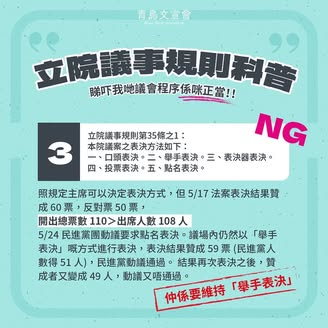 青鳥文宣會
立院議事規則科普
睇吓我哋議會程序係咪正當!!
NG
3
立院議事規則第35條之1：
本院議案之表決方法如下：
一、口頭表決。二、舉手表決。三、表決器表決。
四、投票表決。五、點名表決。
照規定主席可以決定表決方式，但 5/17 法案表決結果贊
成 60 票，反對票 50 票，
開出總票數 110＞出席人數 108 人
5/24 民進黨團動議要求點名表決。議場內仍然以「舉手
表決」嘅方式進行表決，表決結果贊成 59 票 (民進黨人
數得 51 人)，民進黨動議通過。 結果再次表決之後，贊
成者又變成 49 人，動議又唔通過。
仲係要維持「舉手表決」